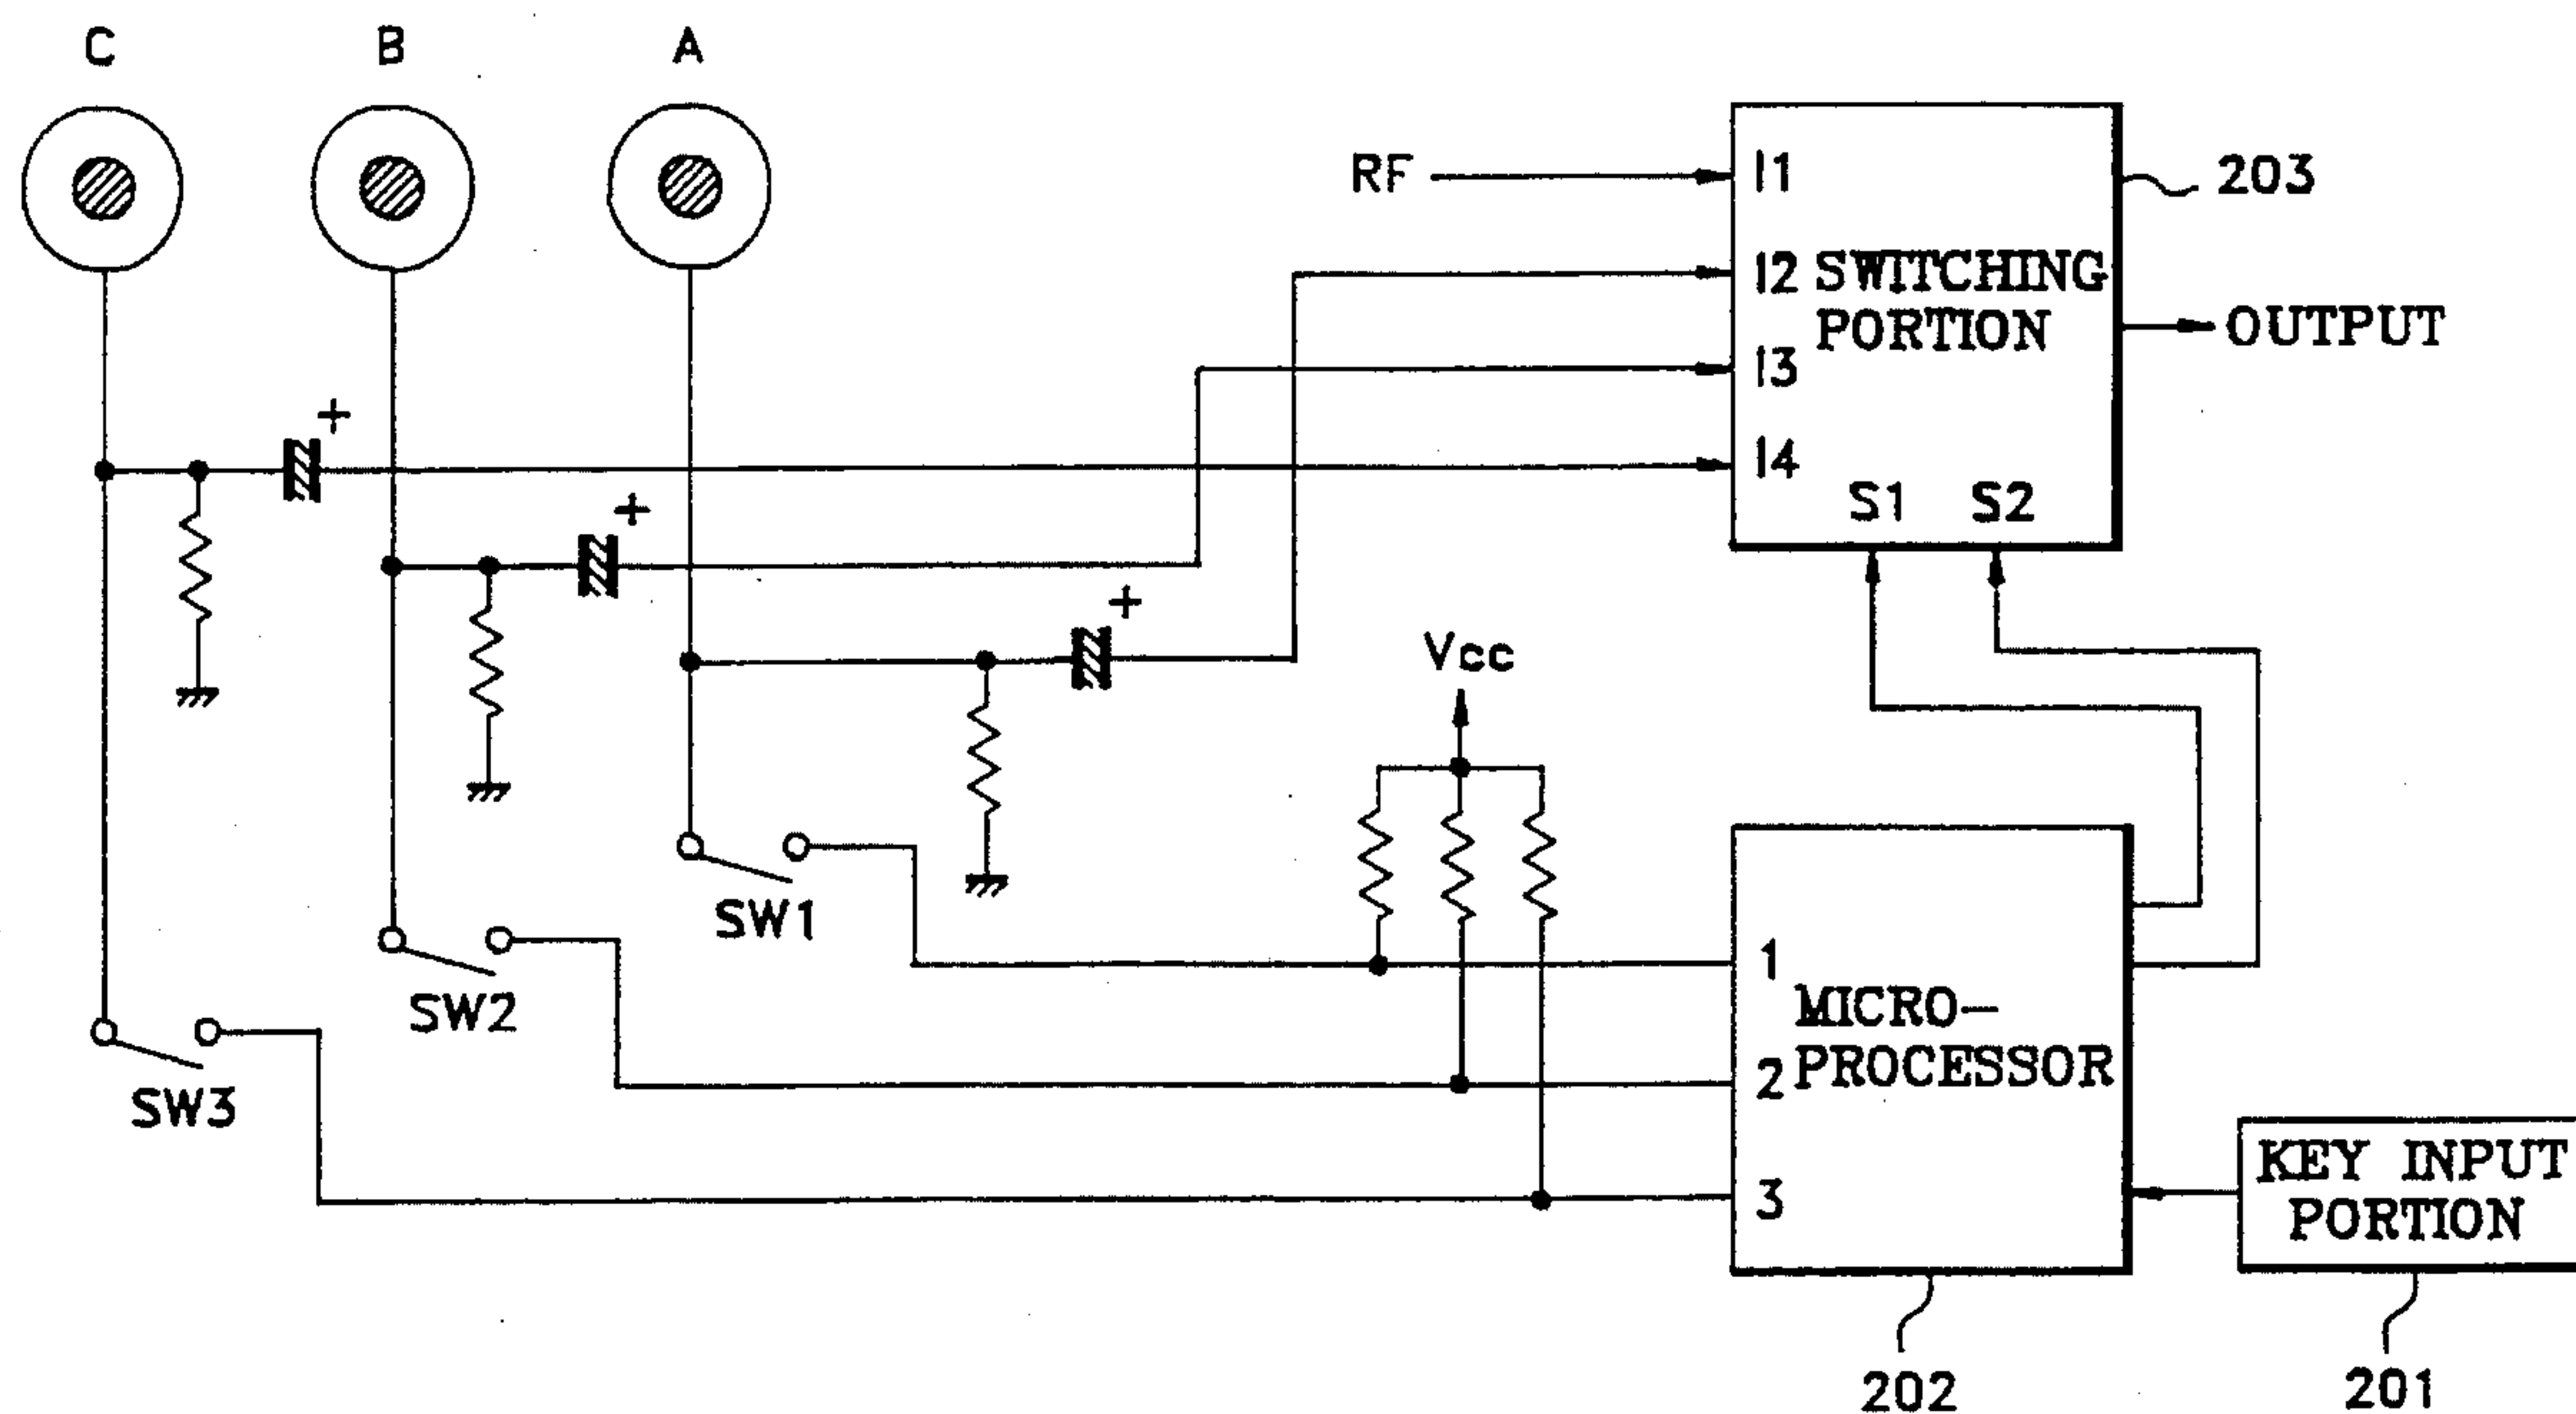 C B A
RF
I1
203
I2 SWITCHING
PORTION
OUTPUT
I3
+
I4
S1 S2
+
+
Vcc
SW1
1
MICRO-
SW2
2 PROCESSOR
SW3
KEY INPUT
PORTION
3
202
201